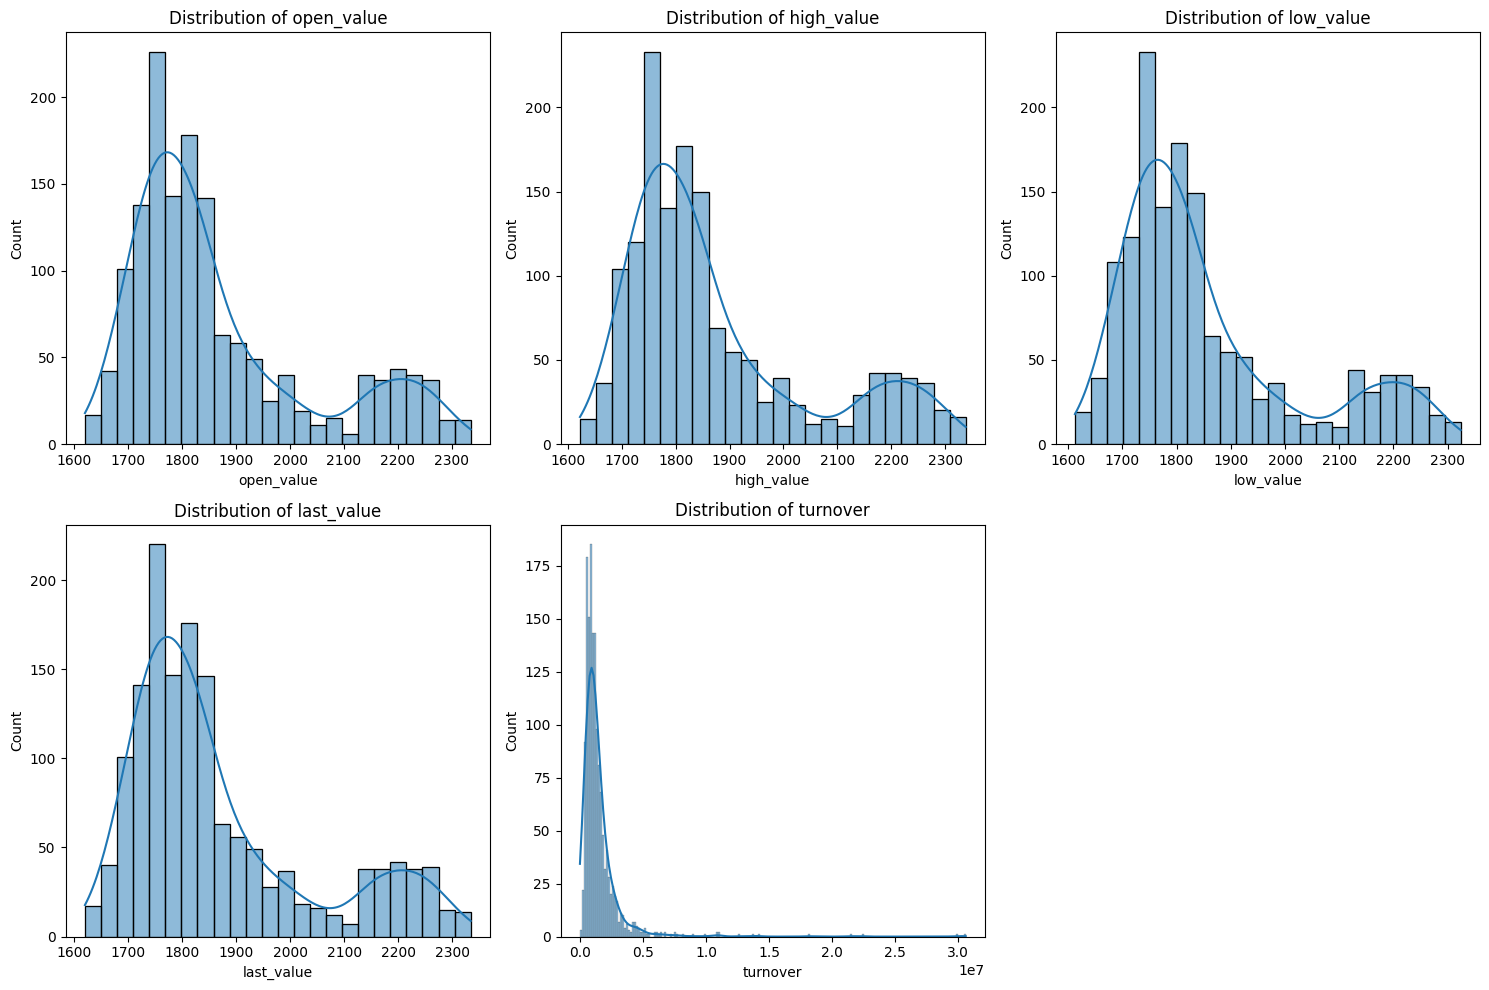 Distribution of open_value
Count
200
150
100
50
0
1600 1700 1800 1900 2000 2100 2200 2300
open_value
Distribution of high_value
Count
200
150
100
50
0
1600 1700 1800 1900 2000 2100 2200 2300
high_value
Distribution of low_value
Count
200
150
100
50
0
1600 1700 1800 1900 2000 2100 2200 2300
low_value
Distribution of last_value
Count
200
150
100
50
0
1600 1700 1800 1900 2000 2100 2200 2300
last_value
Distribution of turnover
Count
175
150
125
100
75
50
25
0
0.0 0.5 1.0 1.5 2.0 2.5 3.0
1e7
turnover